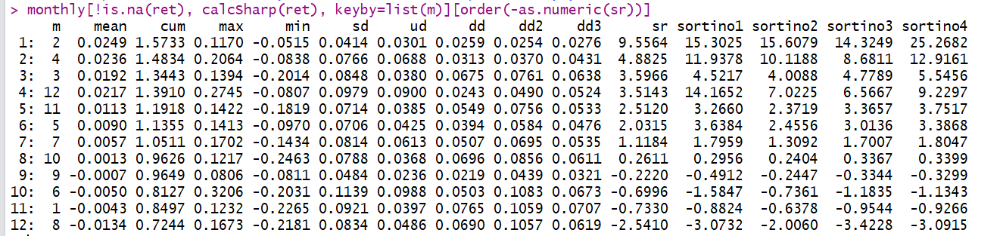 > monthly[!is.na(ret), calcSharp(ret), keyby=list(m)][order(-as.numeric(sr))]
m mean cum max min sd ud dd dd2 dd3 sr sortino1 sortino2 sortino3 sortino4
1: 2 0.0249 1.5733 0.1170 -0.0515 0.0414 0.0301 0.0259 0.0254 0.0276 9.5564 15.3025 15.6079 14.3249 25.2682
2: 4 0.0236 1.4834 0.2064 -0.0838 0.0766 0.0688 0.0313 0.0370 0.0431 4.8825 11.9378 10.1188 8.6811 12.9161
3: 3 0.0192 1.3443 0.1394 -0.2014 0.0848 0.0380 0.0675 0.0761 0.0638 3.5966 4.5217 4.0088 4.7789 5.5456
4: 12 0.0217 1.3910 0.2745 -0.0807 0.0979 0.0900 0.0243 0.0490 0.0524 3.5143 14.1652 7.0225 6.5667 9.2297
5: 11 0.0113 1.1918 0.1422 -0.1819 0.0714 0.0385 0.0549 0.0756 0.0533 2.5120 3.2660 2.3719 3.3657 3.7517
6: 5 0.0090 1.1355 0.1413 -0.0970 0.0706 0.0425 0.0394 0.0584 0.0476 2.0315 3.6384 2.4556 3.0136 3.3868
7: 7 0.0057 1.0511 0.1702 -0.1434 0.0814 0.0613 0.0507 0.0695 0.0535 1.1184 1.7959 1.3092 1.7007 1.8047
8: 10 0.0013 0.9626 0.1217 -0.2463 0.0788 0.0368 0.0696 0.0856 0.0611 0.2611 0.2956 0.2404 0.3367 0.3399
9: 9 -0.0007 0.9649 0.0806 -0.0811 0.0484 0.0236 0.0219 0.0439 0.0321 -0.2220 -0.4912 -0.2447 -0.3344 -0.3299
10: 6 -0.0050 0.8127 0.3206 -0.2031 0.1139 0.0988 0.0503 0.1083 0.0673 -0.6996 -1.5847 -0.7361 -1.1835 -1.1343
11: 1 -0.0043 0.8497 0.1232 -0.2265 0.0921 0.0397 0.0765 0.1059 0.0707 -0.7330 -0.8824 -0.6378 -0.9544 -0.9266
12: 8 -0.0134 0.7244 0.1673 -0.2181 0.0834 0.0486 0.0690 0.1057 0.0619 -2.5410 -3.0732 -2.0060 -3.4228 -3.0915